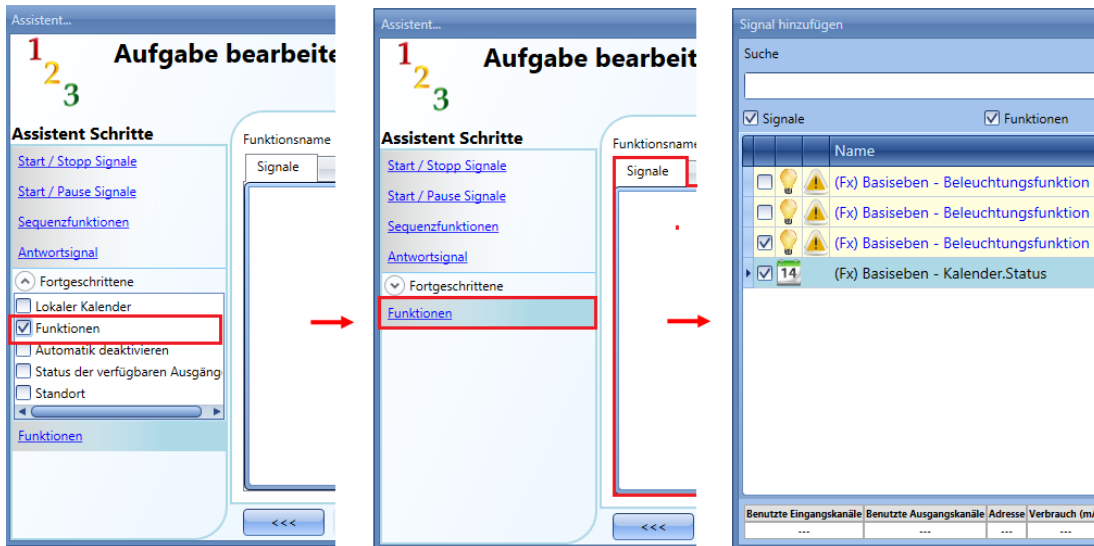 Assistent...
1
2
3
Aufgabe bearbeite
Assistent Schritte
Start / Stopp Signale
Start / Pause Signale
Sequenzfunktionen
Antwortsignal
Fortgeschrittene
Lokaler Kalender
Funktionen
Automatik deaktivieren
Status der verfügbaren Ausgäng
Standort
Funktionen
Funktionsname
Signale
<<<
Assistent...
1
2
3
Aufgabe bearbeit
Assistent Schritte
Start / Stopp Signale
Start / Pause Signale
Sequenzfunktionen
Antwortsignal
Fortgeschrittene
Funktionen
Funktionsname
Signale
<<<
Signal hinzufügen
Suche
Signale Funktionen
Name
(Fx) Basiseben - Beleuchtungsfunktion
(Fx) Basiseben - Beleuchtungsfunktion
(Fx) Basiseben - Beleuchtungsfunktion
14 (Fx) Basiseben - Kalender.Status
Benutzte Eingangskanäle Benutzte Ausgangskanäle Adresse Verbrauch (mA
--- --- --- ---